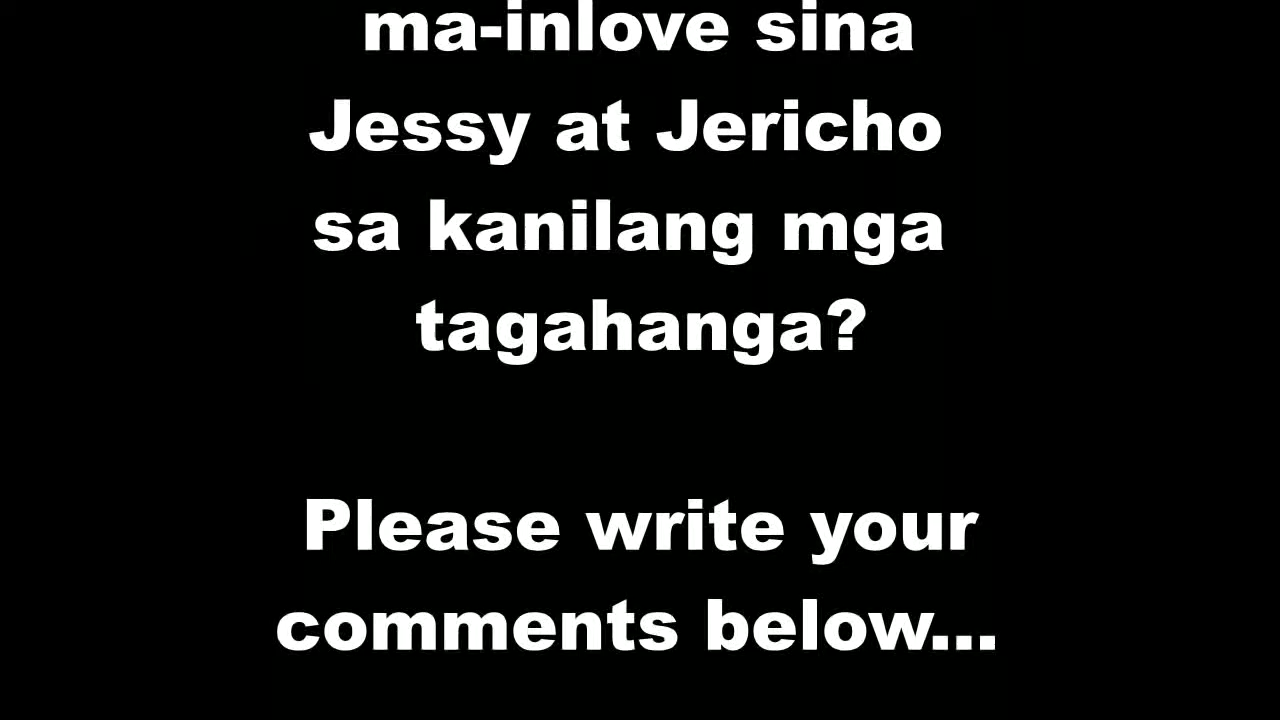 ma-inlove sina
Jessy at Jericho
sa kanilang mga
tagahanga?
Please write your
comments below...